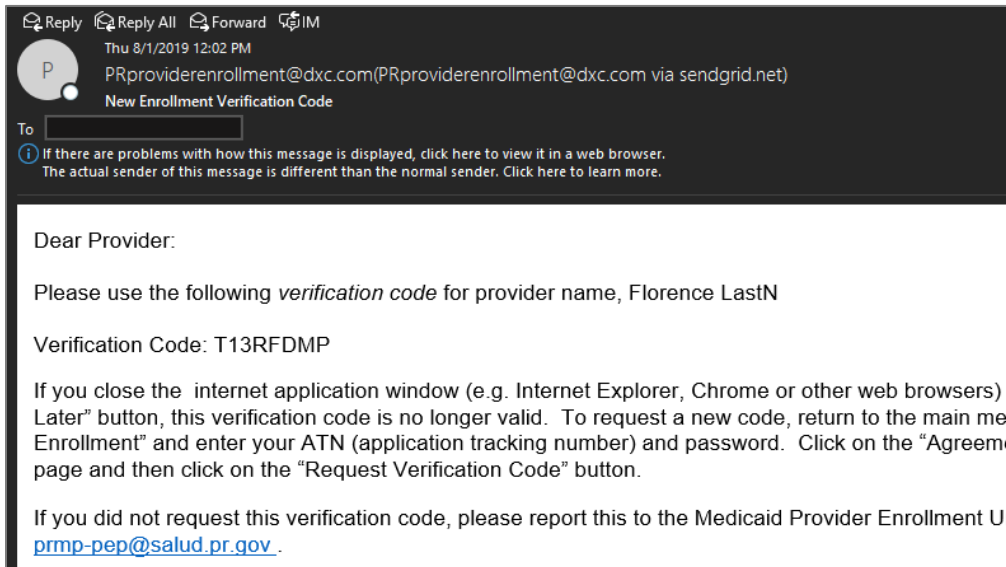 Reply Reply All Forward IM
Thu 8/1/2019 12:02 PM
P
PRproviderenrollment@dxc.com(PRproviderenrollment@dxc.com via sendgrid.net)
New Enrollment Verification Code
To
If there are problems with how this message is displayed, click here to view it in a web browser.
The actual sender of this message is different than the normal sender. Click here to learn more.
Dear Provider:
Please use the following verification code for provider name, Florence LastN
Verification Code: T13RFDMP
If you close the  internet application window (e.g. Internet Explorer, Chrome or other web browsers)
Later” button, this verification code is no longer valid.  To request a new code, return to the main me
Enrollment” and enter your ATN (application tracking number) and password.  Click on the “Agreeme
page and then click on the “Request Verification Code” button.
If you did not request this verification code, please report this to the Medicaid Provider Enrollment U
prmp-pep@salud.pr.gov .